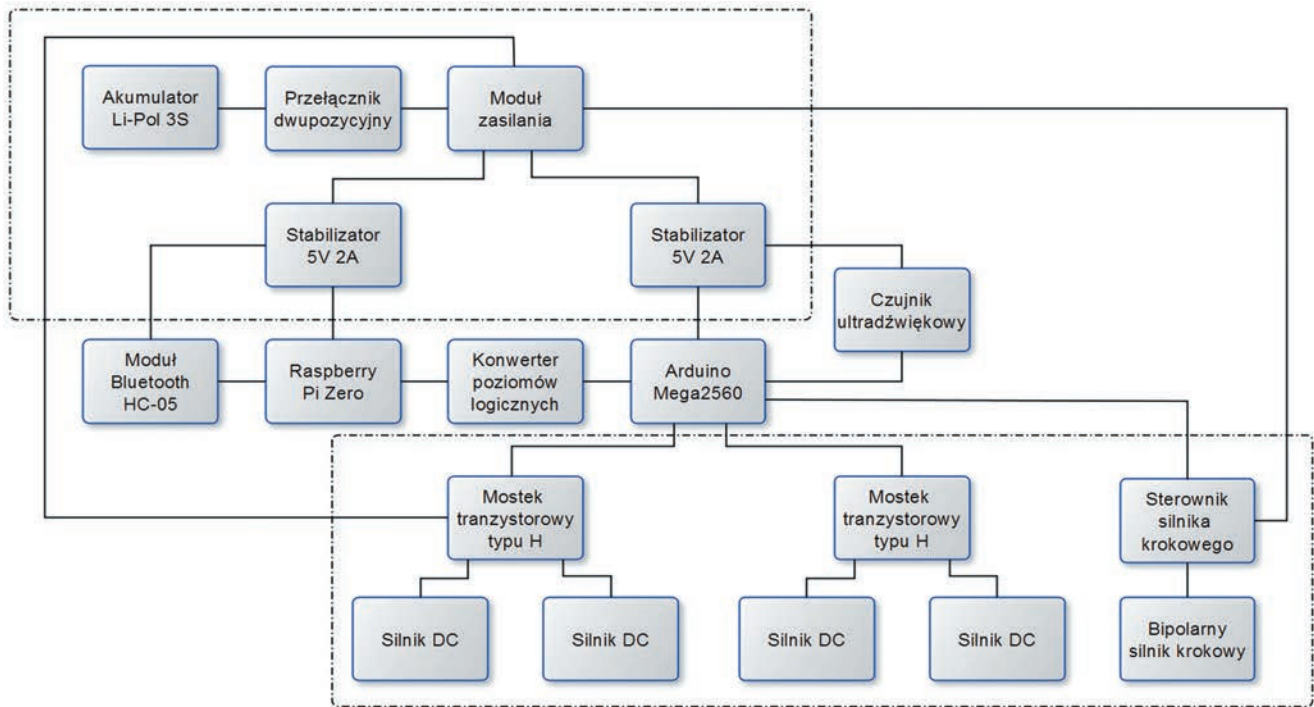 Akumulator
Li-Pol 3S
Przełącznik
dwupozycyjny
Moduł
zasilania
Stabilizator
5V 2A
Stabilizator
5V 2A
Czujnik
ultradźwiękowy
Moduł
Bluetooth
HC-05
Raspberry
Pi Zero
Konwerter
poziomów
logicznych
Arduino
Mega2560
Mostek
tranzystorowy
typu H
Mostek
tranzystorowy
typu H
Sterownik
silnika
krokowego
Silnik DC
Silnik DC
Silnik DC
Silnik DC
Bipolarny
silnik krokowy